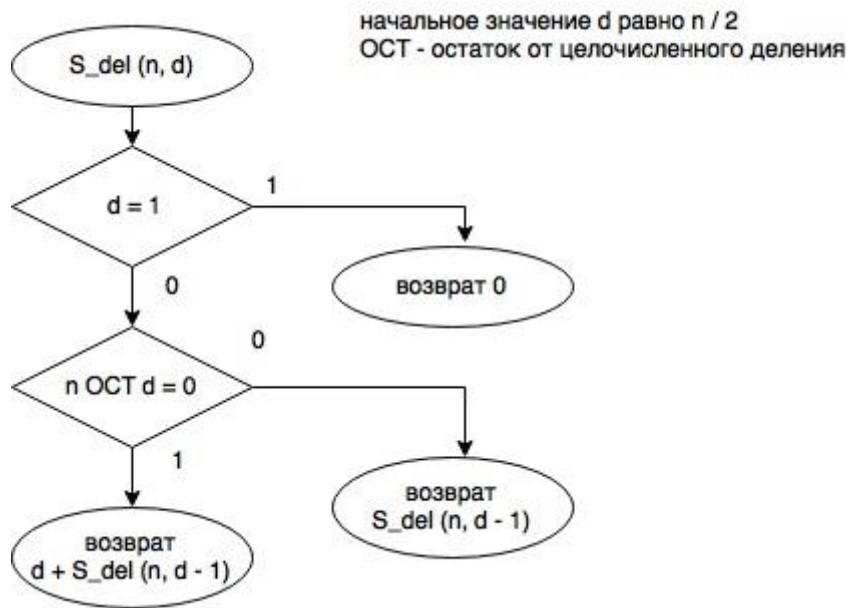 начальное значение d равно n / 2
ОСТ - остаток от целочисленного деления
S_del (n, d)
d = 1
1
0
возврат 0
n ОСТ d = 0
0
1
возврат
S_del (n, d - 1)
возврат
d + S_del (n, d - 1)